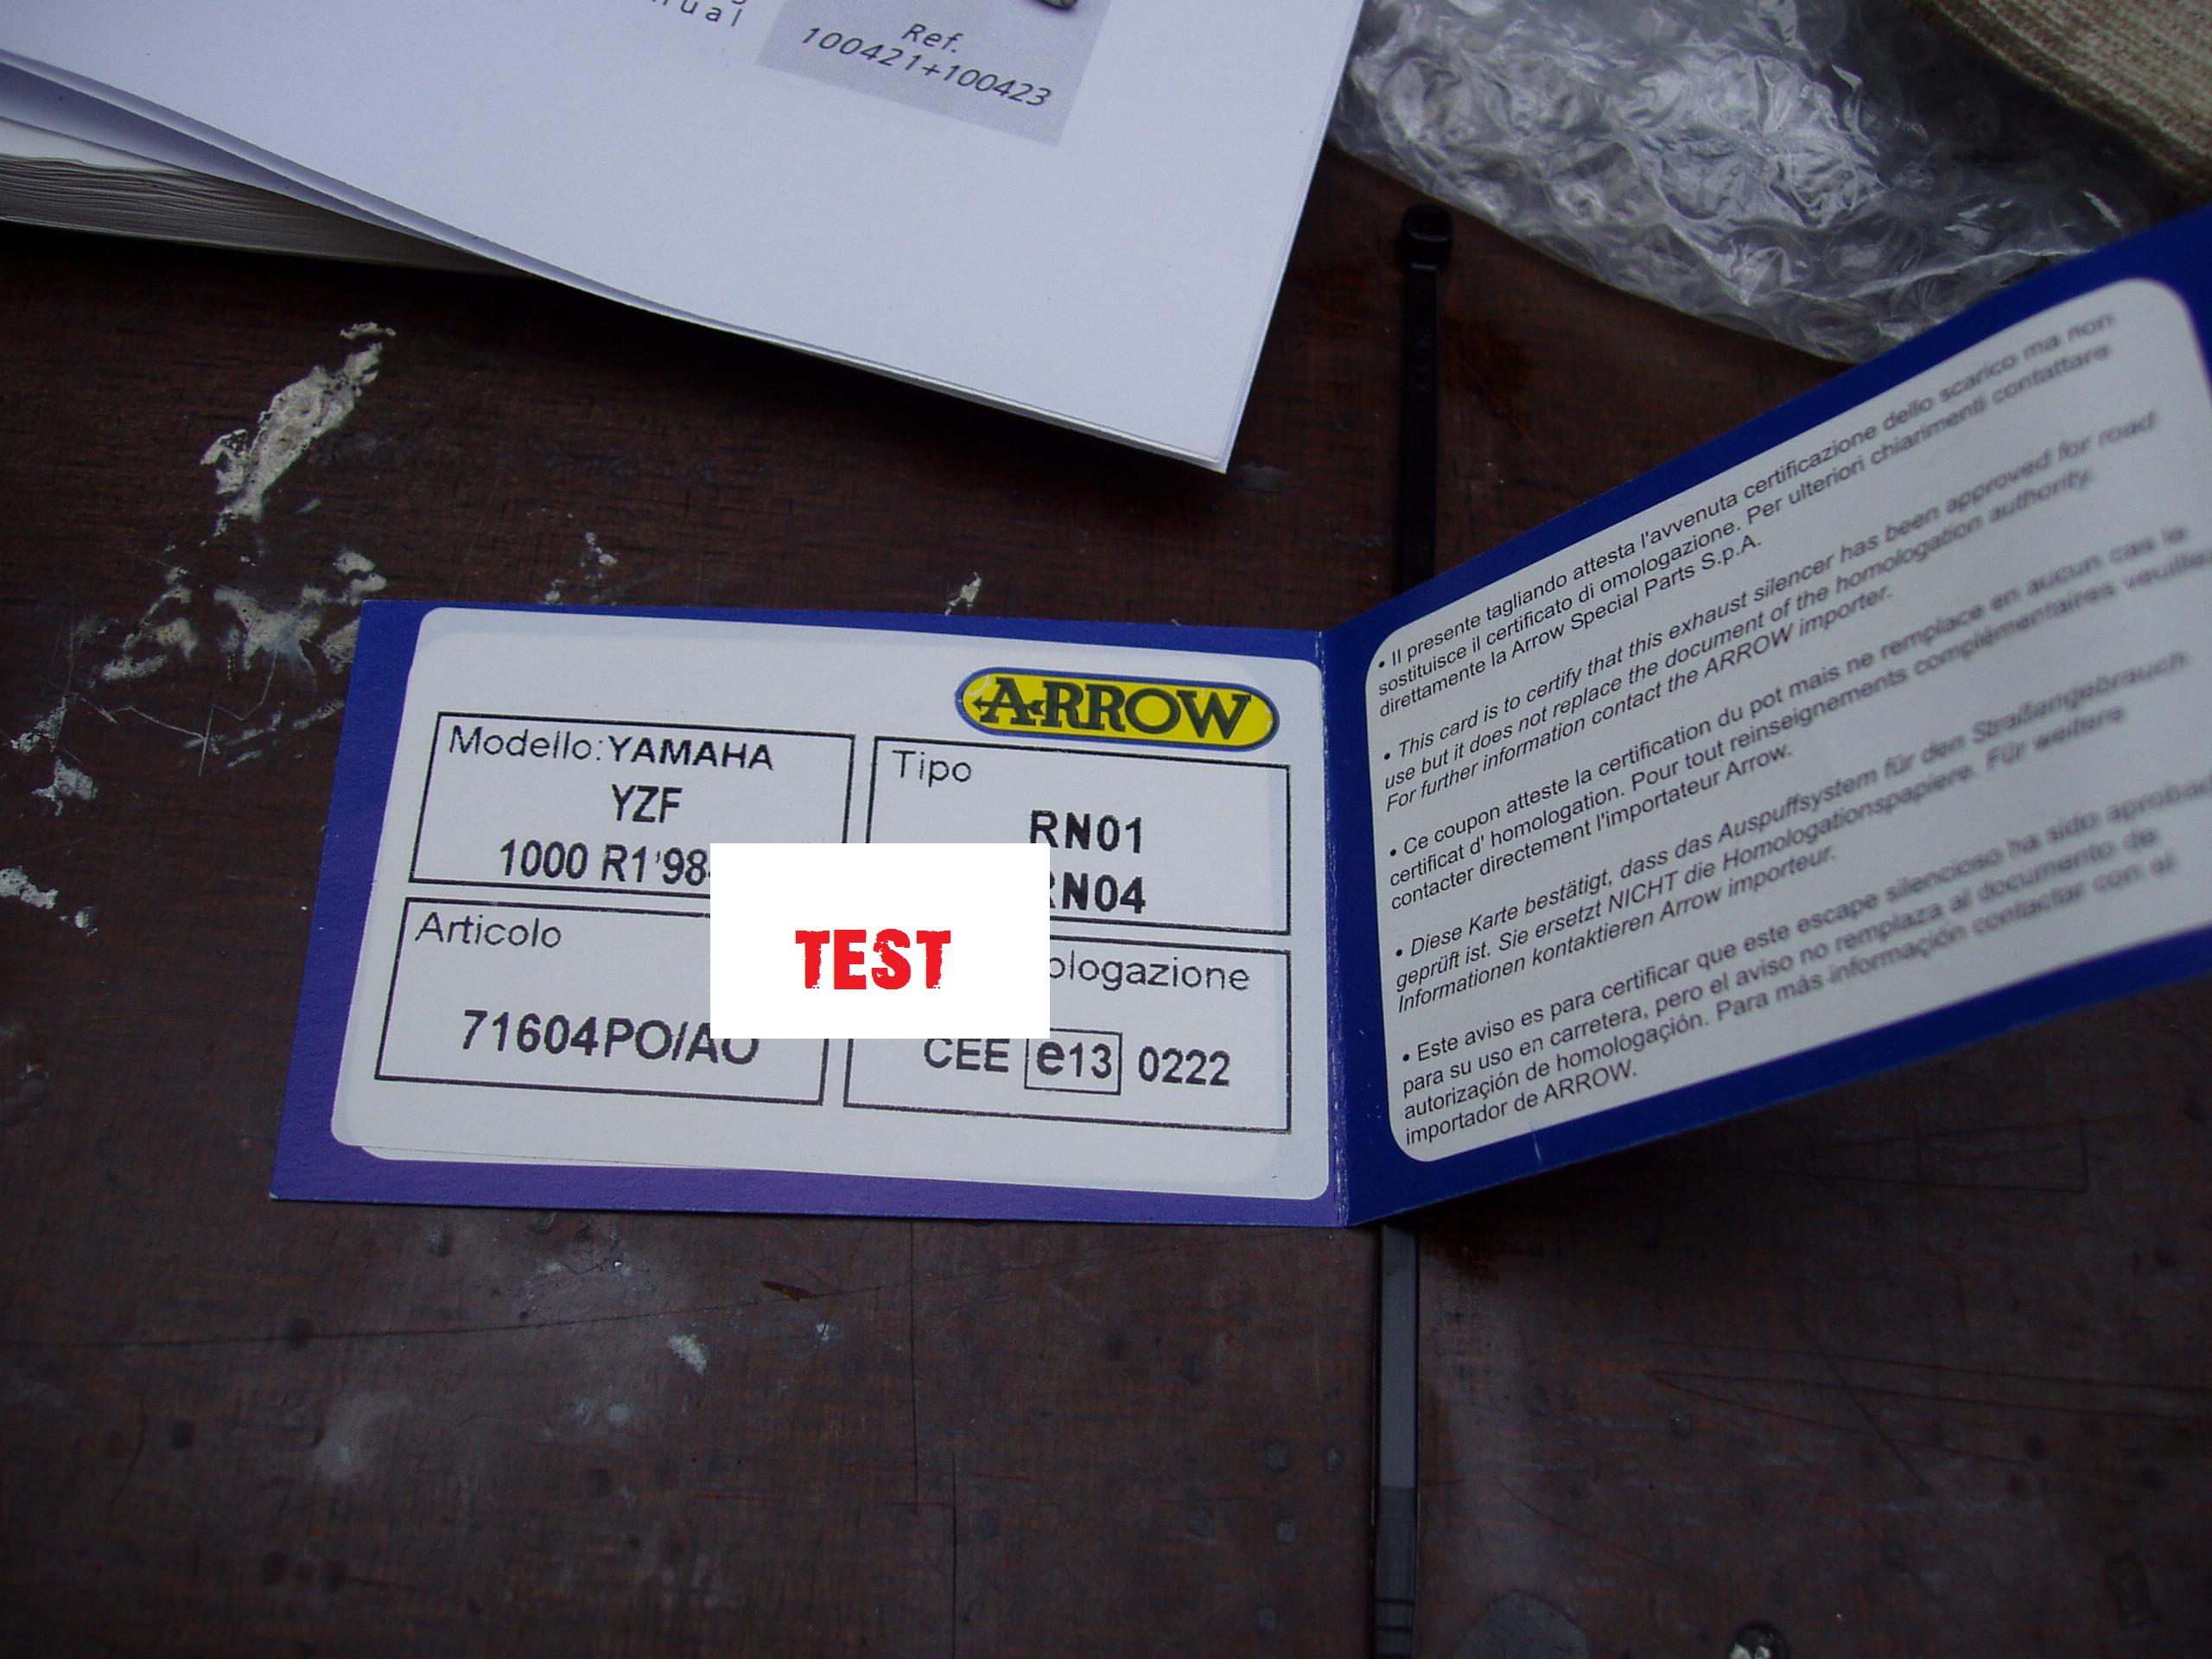 Ref.
100421+100423
ARROW
Modello:YAMAHA
YZF
1000 R1'98
Tipo
RN01
RN04
TEST
Articolo
71604PO/AO
CEE e13 0222
• Il presente tagliando attesta l'avvenuta certificazione dello scarico ma non
sostituisce il certificato di omologazione. Per ulteriori chiarimenti contattare
direttamente la Arrow Special Parts S.p.A.
• This card is to certify that this exhaust silencer has been approved for road
use but it does not replace the document of the homologation authority.
For further information contact the ARROW importer.
• Ce coupon atteste la certification du pot mais ne remplace en aucun cas le
certificat d' homologation. Pour tout reinseignements complémentaires veuillez
contacter directement l'importateur Arrow.
• Diese Karte bestätigt, dass das Auspuffsystem für den Straßangebrauch
geprüft ist. Sie ersetzt NICHT die Homologationspapiere. Für weitere
Informationen kontaktieren Arrow importeur.
• Este aviso es para certificar que este escape silencioso ha sido aprobado
para su uso en carretera, pero el aviso no remplaza al documento de
autorizaçión de homologaçión. Para más informaçión contactar con el
importador de ARROW.